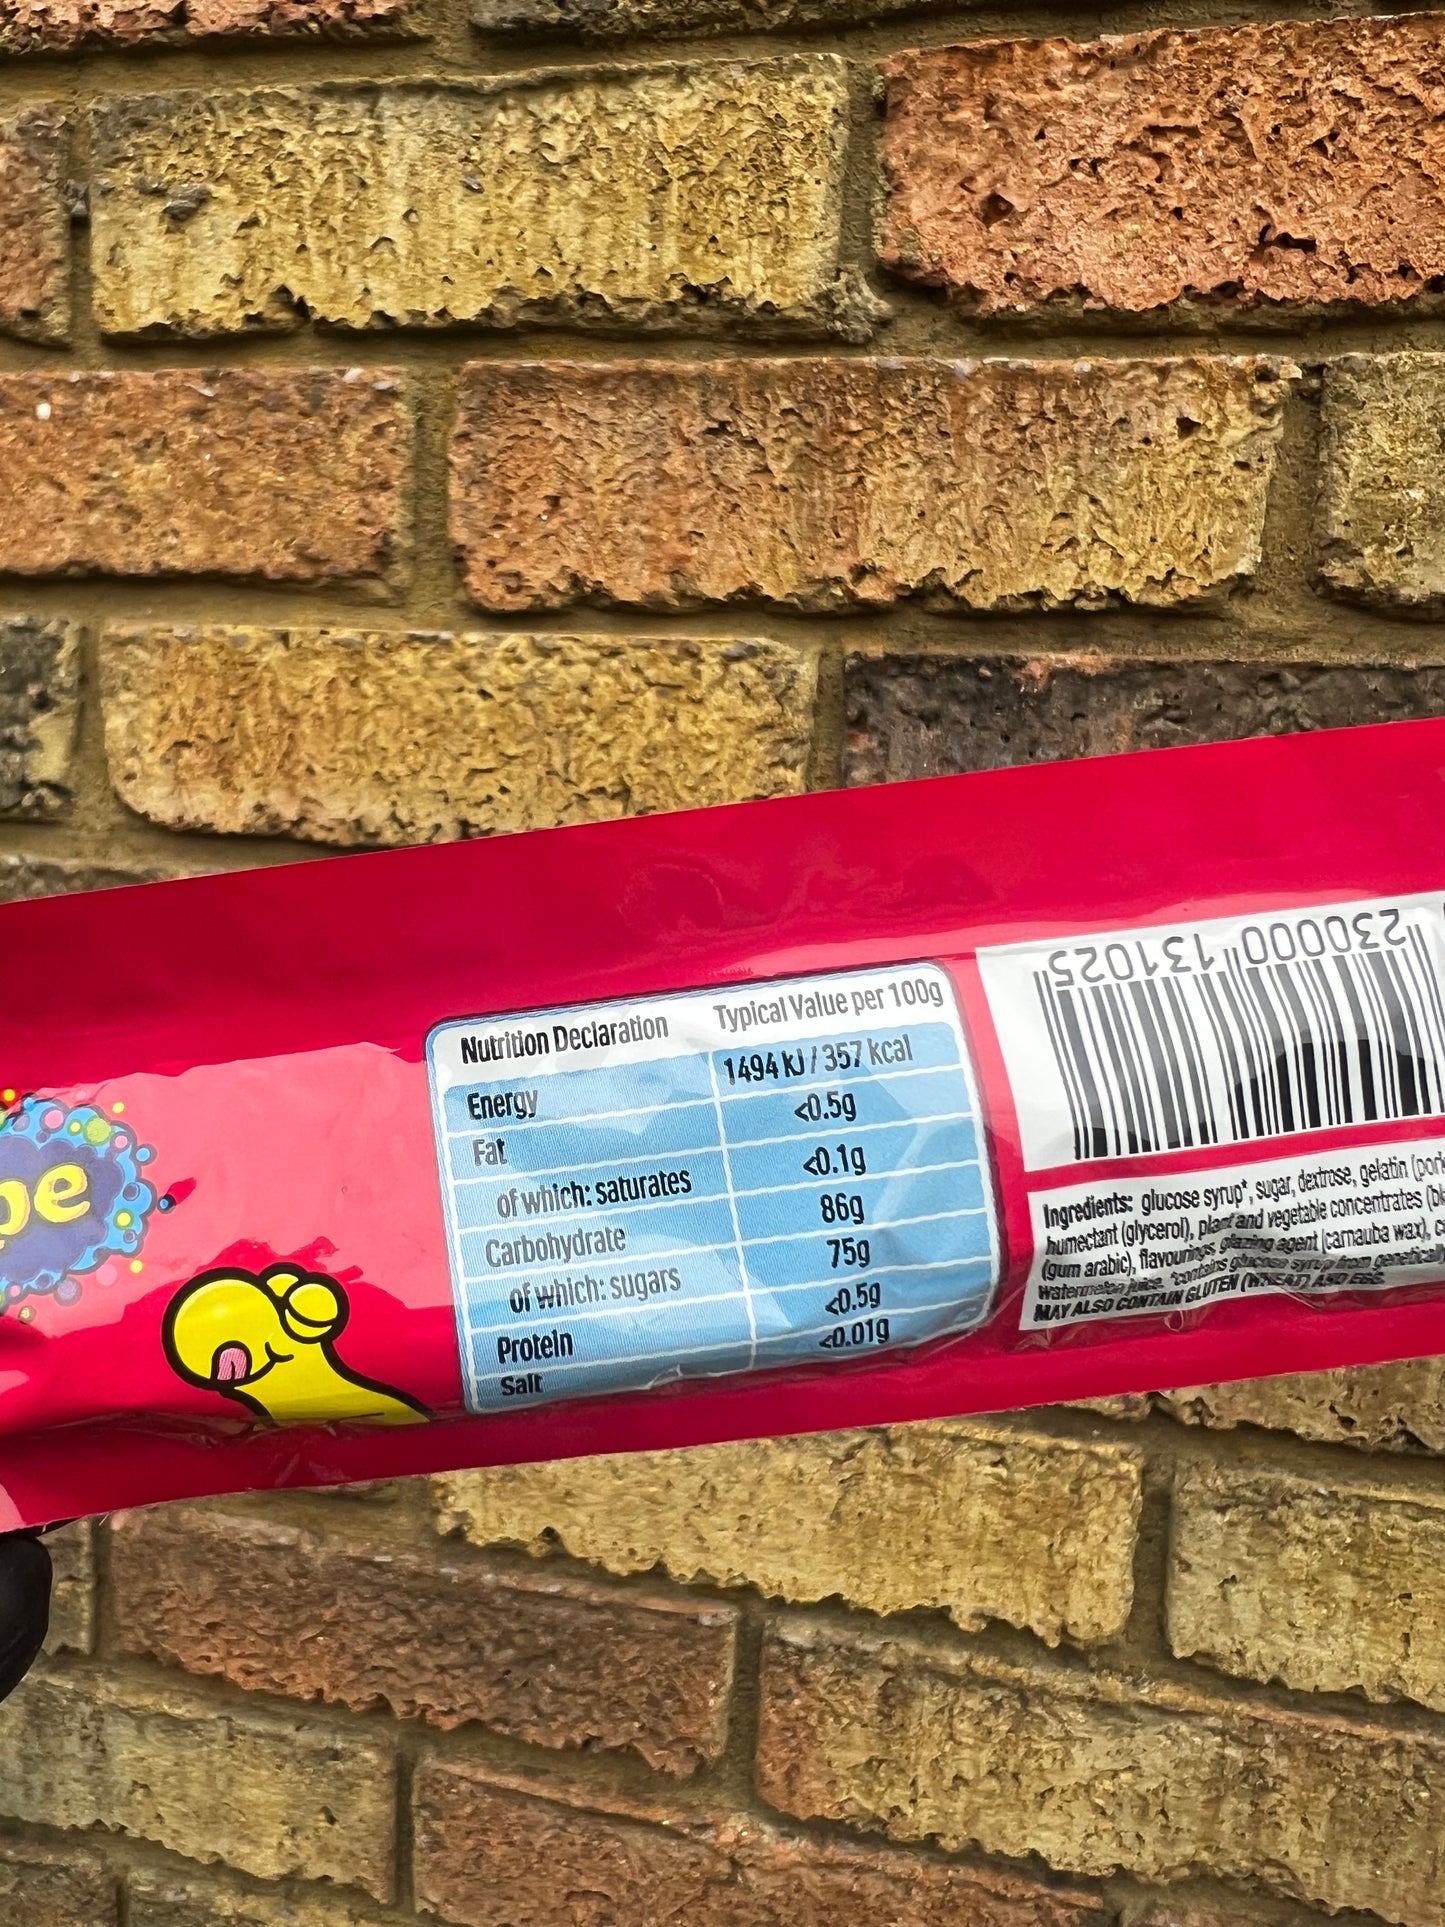 pe
Nutrition Declaration Typical Value per 100g
Energy 1494 kJ / 357 kcal
Fat <0.5g
of which: saturates <0.1g
Carbohydrate 86g
of which: sugars 75g
Protein <0.5g
Salt <0.01g
230000 131025
Ingredients: glucose syrup*, sugar, dextrose, gelatin (pork
humectant (glycerol), plant and vegetable concentrates (bl
(gum arabic), flavourings, glazing agent (carnauba wax), c
watermelon juice. *contains glucose syrup from genetically
MAY ALSO CONTAIN GLUTEN (WHEAT) AND EGG.